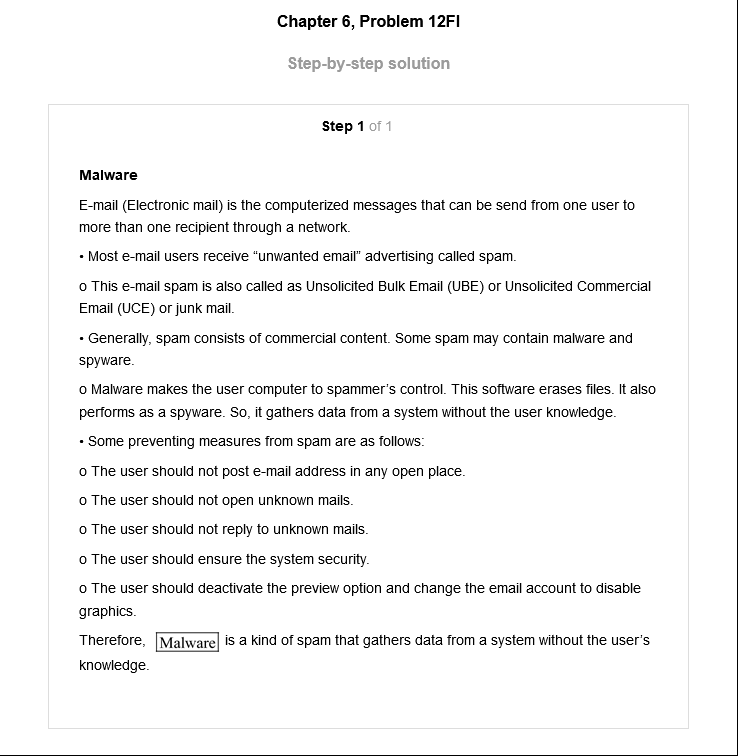 Chapter 6, Problem 12FI
Step-by-step solution
Step 1 of 1
Malware
E-mail (Electronic mail) is the computerized messages that can be send from one user to
more than one recipient through a network.
• Most e-mail users receive “unwanted email” advertising called spam.
o This e-mail spam is also called as Unsolicited Bulk Email (UBE) or Unsolicited Commercial
Email (UCE) or junk mail.
• Generally, spam consists of commercial content. Some spam may contain malware and
spyware.
o Malware makes the user computer to spammer’s control. This software erases files. It also
performs as a spyware. So, it gathers data from a system without the user knowledge.
• Some preventing measures from spam are as follows:
o The user should not post e-mail address in any open place.
o The user should not open unknown mails.
o The user should not reply to unknown mails.
o The user should ensure the system security.
o The user should deactivate the preview option and change the email account to disable
graphics.
Therefore, Malware is a kind of spam that gathers data from a system without the user’s
knowledge.